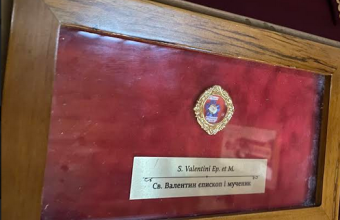 S. Valentini Ep. et M.
Св. Валентин єпископ і мученик